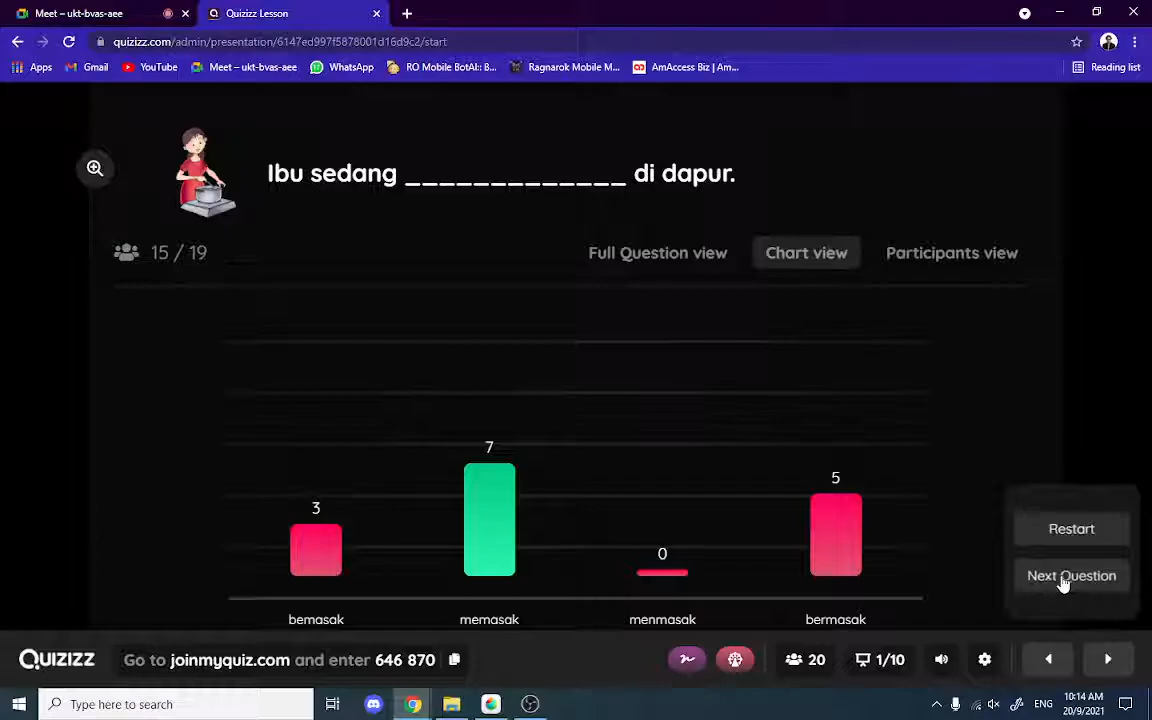 Meet – ukt-bvas-aee
Quizizz Lesson
quizizz.com/admin/presentation/6147ed997f5878001d16d9c2/start
Apps
Gmail
YouTube
Meet – ukt-bvas-aee
WhatsApp
RO Mobile BotAI: B...
Ragnarok Mobile M...
AmAccess Biz | Am...
Reading list
Ibu sedang _____________ di dapur.
15 / 19
Full Question view
Chart view
Participants view
7
5
3
0
Restart
Next Question
bemasak
memasak
menmasak
bermasak
Quizizz
Go to joinmyquiz.com and enter 646 870
20
1/10
Type here to search
ENG
10:14 AM
20/9/2021